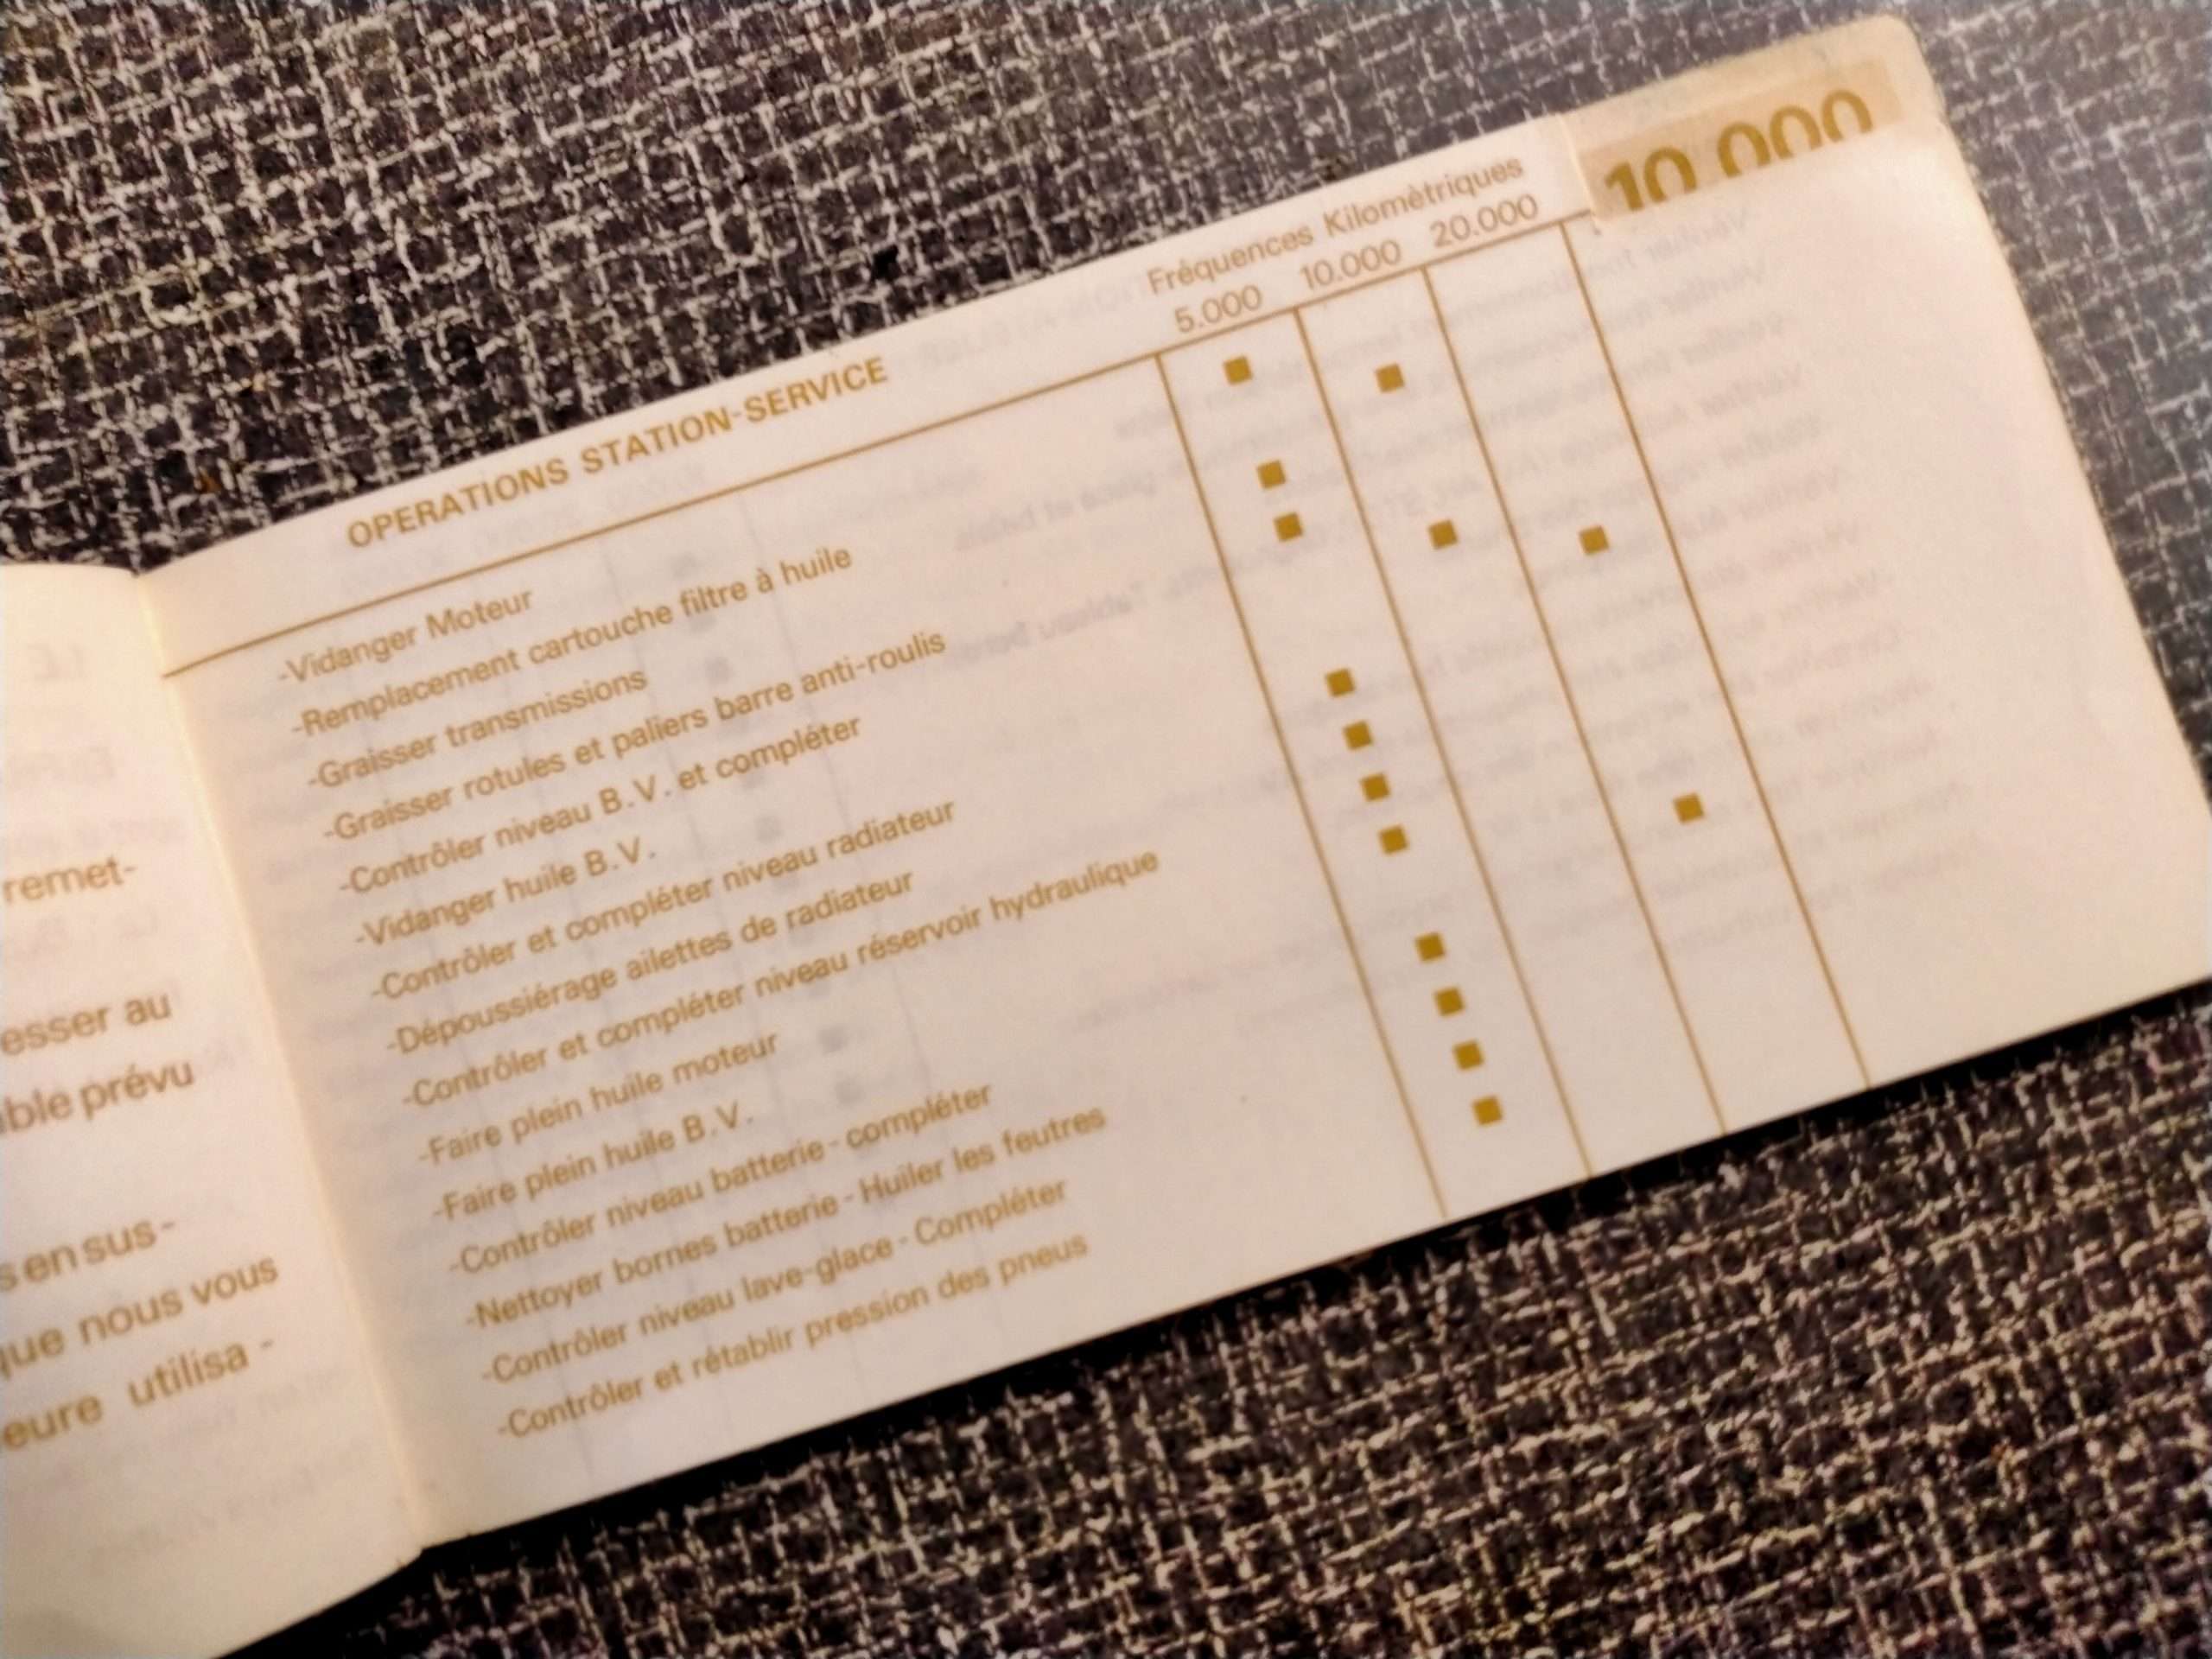 OPERATIONS STATION-SERVICE
Fréquences Kilomètriques
5.000 10.000 20.000
10.000
-Vidanger Moteur ■
-Remplacement cartouche filtre à huile ■
-Graisser transmissions ■
-Graisser rotules et paliers barre anti-roulis ■
-Contrôler niveau B.V. et compléter ■
-Vidanger huile B.V. ■
-Contrôler et compléter niveau radiateur ■
-Dépoussiérage ailettes de radiateur ■
-Contrôler et compléter niveau réservoir hydraulique ■
-Faire plein huile moteur ■
-Faire plein huile B.V. ■
-Contrôler niveau batterie - compléter ■
-Nettoyer bornes batterie - Huiler les feutres ■
-Contrôler niveau lave-glace - Compléter ■
-Contrôler et rétablir pression des pneus ■
remet-
esser au
ble prévu
s en sus -
que nous vous
eure utilisa -